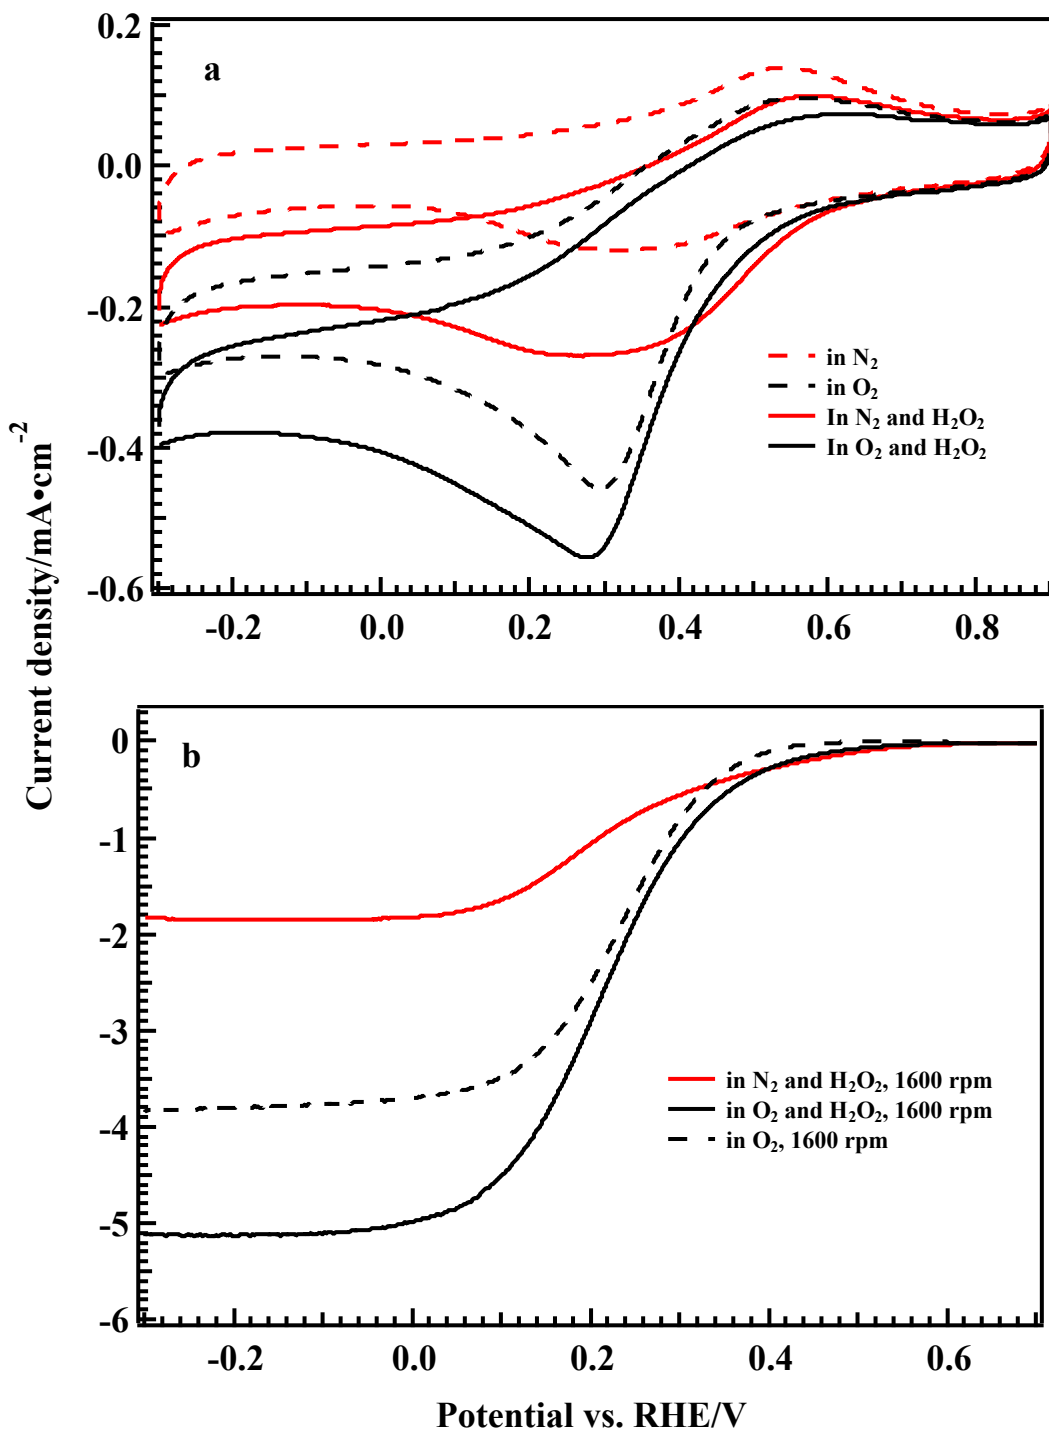 a
0.2
0.0
-0.2
-0.4
-0.6
in N₂
in O₂
In N₂ and H₂O₂
In O₂ and H₂O₂
-0.2 0.0 0.2 0.4 0.6 0.8
Current density/mA•cm⁻²
b
0
-1
-2
-3
-4
-5
-6
in N₂ and H₂O₂, 1600 rpm
in O₂ and H₂O₂, 1600 rpm
in O₂, 1600 rpm
-0.2 0.0 0.2 0.4 0.6
Potential vs. RHE/V